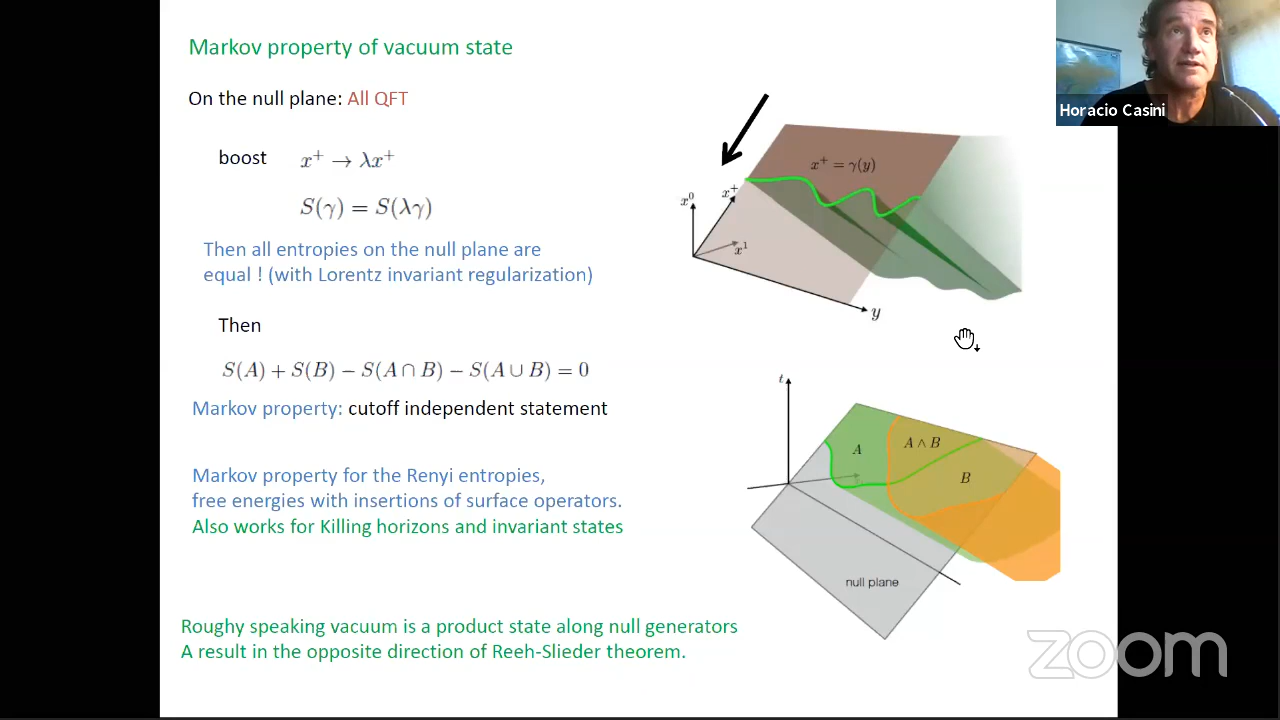 Markov property of vacuum state
On the null plane: All QFT
boost x⁺ → λx⁺
S(γ) = S(λγ)
Then all entropies on the null plane are
equal ! (with Lorentz invariant regularization)
Then
S(A) + S(B) − S(A ∩ B) − S(A ∪ B) = 0
Markov property: cutoff independent statement
Markov property for the Renyi entropies,
free energies with insertions of surface operators.
Also works for Killing horizons and invariant states
Roughy speaking vacuum is a product state along null generators
A result in the opposite direction of Reeh-Slieder theorem.
Horacio Casini
x⁺ = γ(y)
x⁰
x⁺
x¹
y
t
A
A ∧ B
B
null plane
zoom